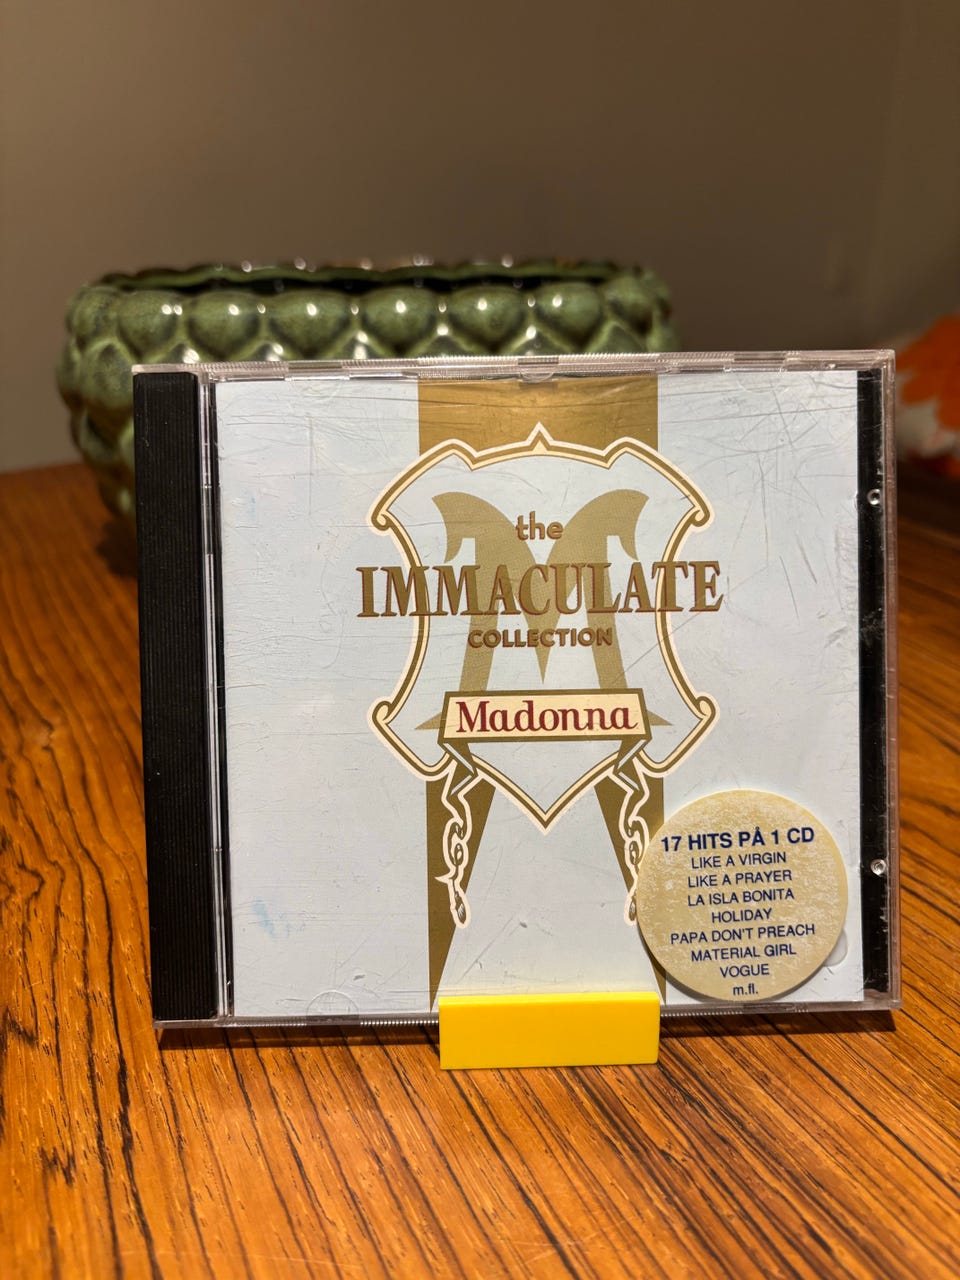 the
IMMACULATE
COLLECTION
Madonna
17 HITS PÅ 1 CD
LIKE A VIRGIN
LIKE A PRAYER
LA ISLA BONITA
HOLIDAY
PAPA DON'T PREACH
MATERIAL GIRL
VOGUE
m.fl.